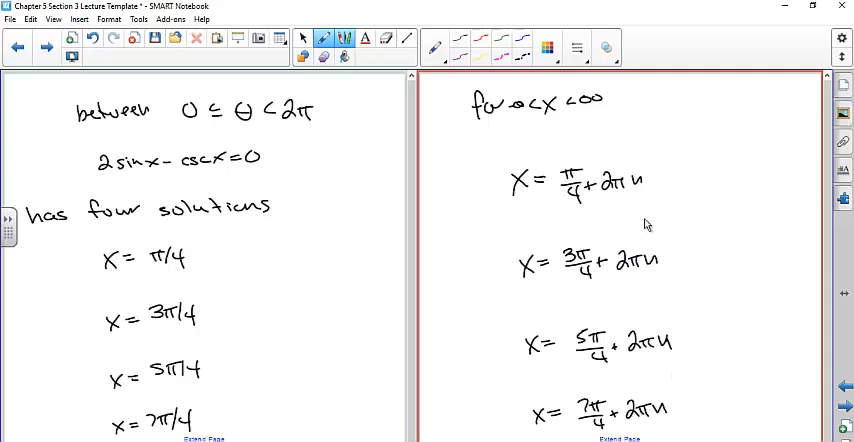 Chapter 5 Section 3 Lecture Template * - SMART Notebook
File Edit View Insert Format Tools Add-ons Help
between 0 ≤ θ < 2π
2 sinx - cscx = 0
has four solutions
x = π/4
x = 3π/4
x = 5π/4
x = 7π/4
Extend Page
x = π/4 + 2πn
x = 3π/4 + 2πn
x = 5π/4 + 2πn
x = 7π/4 + 2πn
Extend Page